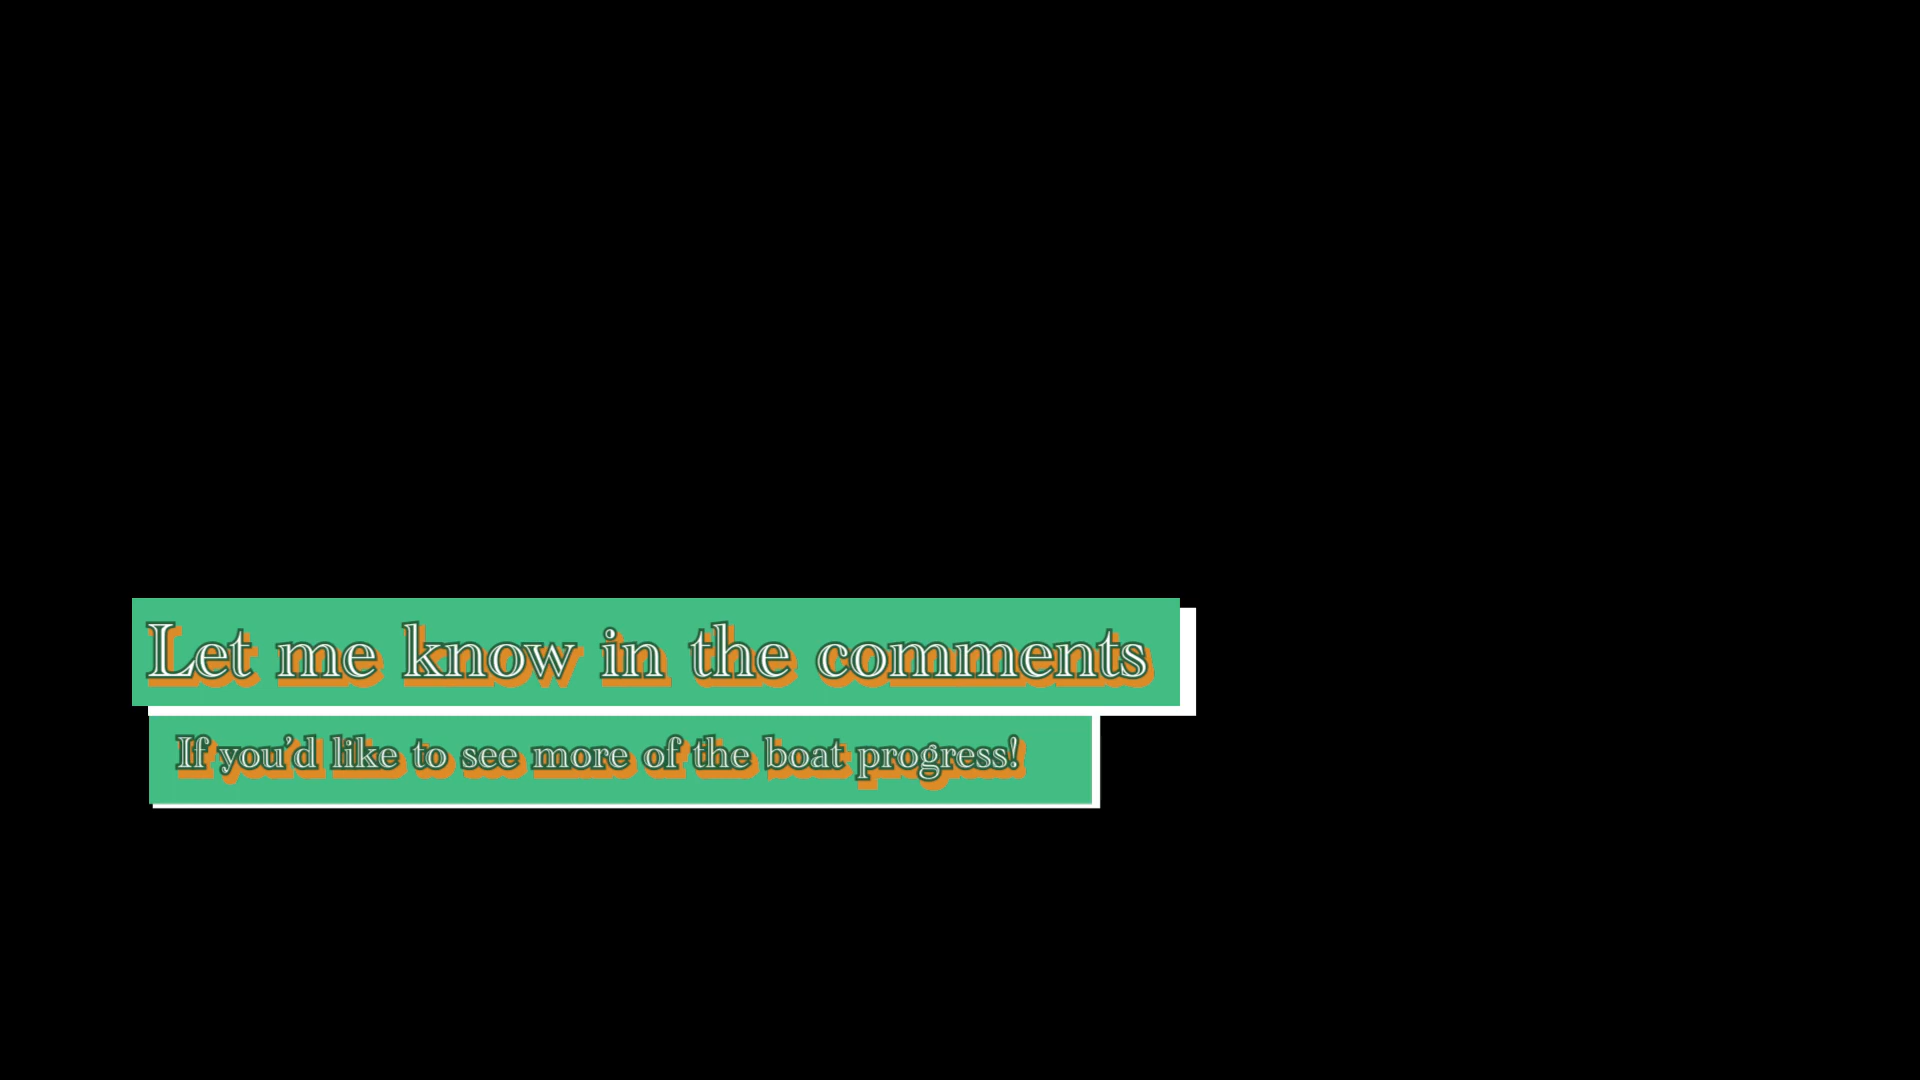 Let me know in the comments
If you'd like to see more of the boat progress!